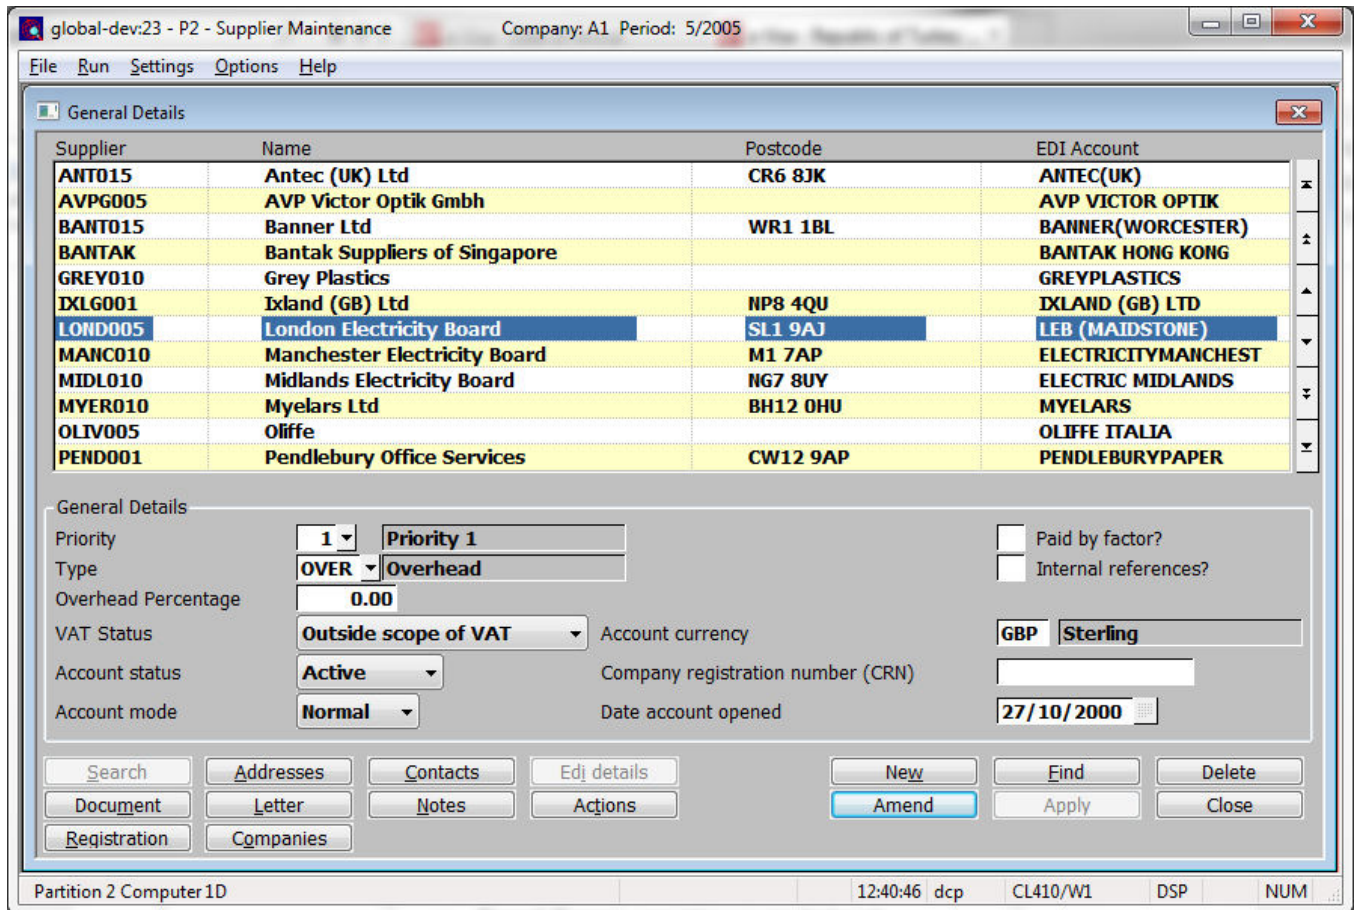 global-dev:23 - P2 - Supplier Maintenance Company: A1 Period: 5/2005
File Run Settings Options Help
General Details
Supplier Name Postcode EDI Account
ANT015 Antec (UK) Ltd CR6 8JK ANTEC(UK)
AVPG005 AVP Victor Optik Gmbh AVP VICTOR OPTIK
BANT015 Banner Ltd WR1 1BL BANNER(WORCESTER)
BANTAK Bantak Suppliers of Singapore BANTAK HONG KONG
GREY010 Grey Plastics GREYPLASTICS
IXLG001 Ixland (GB) Ltd NP8 4QU IXLAND (GB) LTD
LOND005 London Electricity Board SL1 9AJ LEB (MAIDSTONE)
MANC010 Manchester Electricity Board M1 7AP ELECTRICITYMANCHEST
MIDL010 Midlands Electricity Board NG7 8UY ELECTRIC MIDLANDS
MYER010 Myelars Ltd BH12 0HU MYELARS
OLIV005 Oliffe OLIFFE ITALIA
PEND001 Pendlebury Office Services CW12 9AP PENDLEBURYPAPER
General Details
Priority 1 Priority 1 Paid by factor?
Type OVER Overhead Internal references?
Overhead Percentage 0.00
VAT Status Outside scope of VAT Account currency GBP Sterling
Account status Active Company registration number (CRN)
Account mode Normal Date account opened 27/10/2000
Search Addresses Contacts Edi details New Find Delete
Document Letter Notes Actions Amend Apply Close
Registration Companies
Partition 2 Computer 1D 12:40:46 dcp CL410/W1 DSP NUM